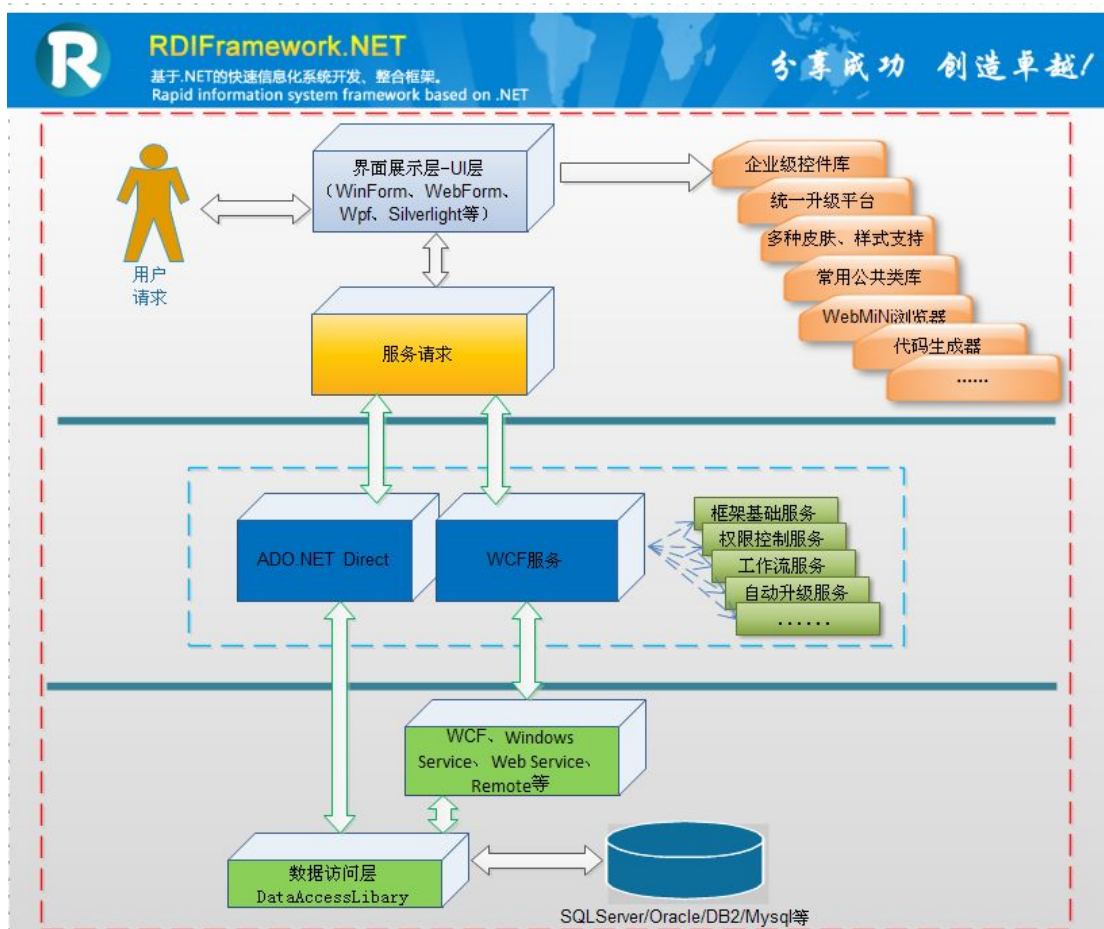 R
RDIFramework.NET
基于.NET的快速信息化系统开发、整合框架。
Rapid information system framework based on .NET
分享成功 创造卓越!
界面展示层-UI层
(WinForm、WebForm、
Wpf、Silverlight等)
用户
请求
企业级控件库
统一升级平台
多种皮肤、样式支持
常用公共类库
WebMiNi浏览器
代码生成器
......
服务请求
ADO.NET Direct
WCF服务
框架基础服务
权限控制服务
工作流服务
自动升级服务
......
WCF、Windows
Service、Web Service、
Remote等
数据访问层
DataAccessLibary
SQLServer/Oracle/DB2/Mysql等